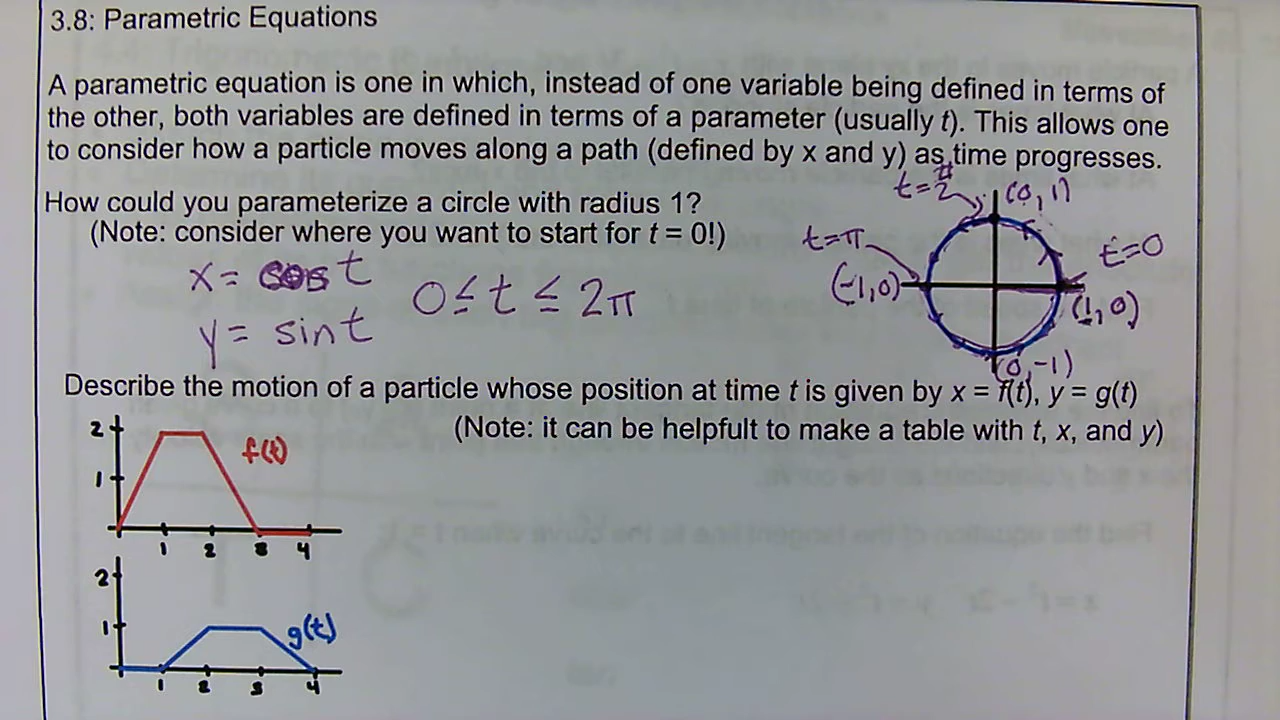 3.8: Parametric Equations
A parametric equation is one in which, instead of one variable being defined in terms of
the other, both variables are defined in terms of a parameter (usually t). This allows one
to consider how a particle moves along a path (defined by x and y) as time progresses.
How could you parameterize a circle with radius 1?
(Note: consider where you want to start for t = 0!)
x = cos t
y = sin t
0 ≤ t ≤ 2π
t = π/2
(0, 1)
t = π
t = 0
(-1, 0)
(1, 0)
(0, -1)
Describe the motion of a particle whose position at time t is given by x = f(t), y = g(t)
(Note: it can be helpfult to make a table with t, x, and y)
2
f(t)
1
1 2 3 4
2
1
g(t)
1 2 3 4